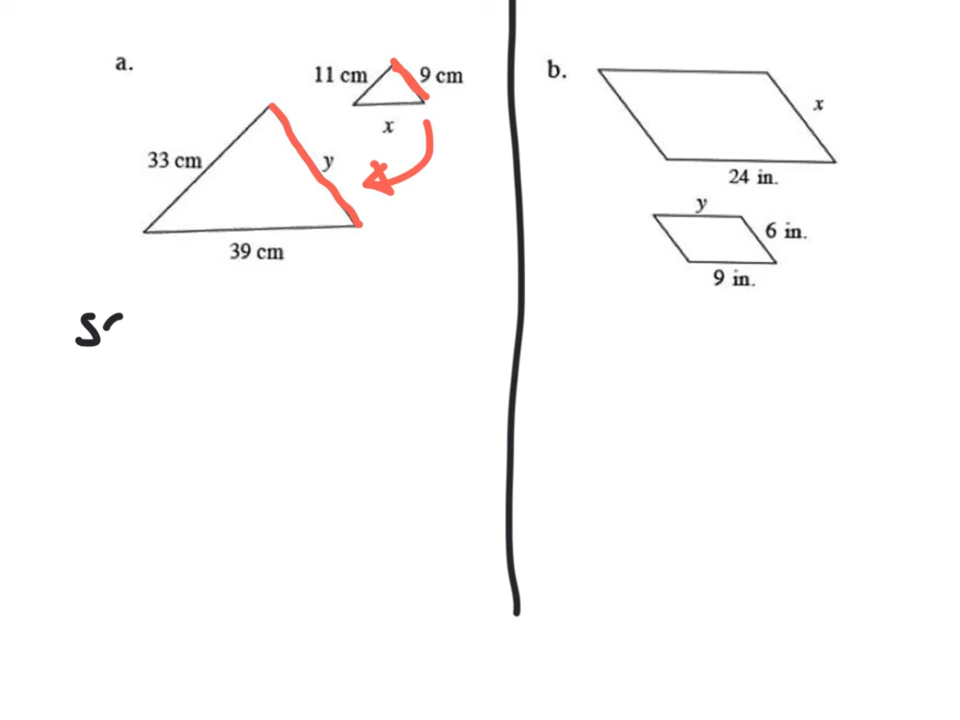 a.
11 cm
9 cm
x
33 cm
y
39 cm
b.
x
24 in.
y
6 in.
9 in.